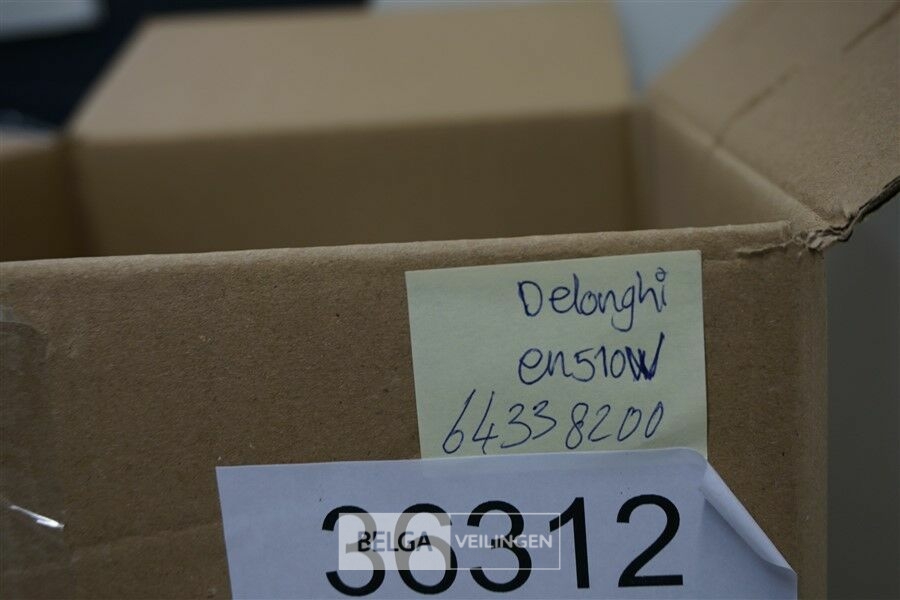 Delonghi
en510W
64338200
36312
BELGA VEILINGEN